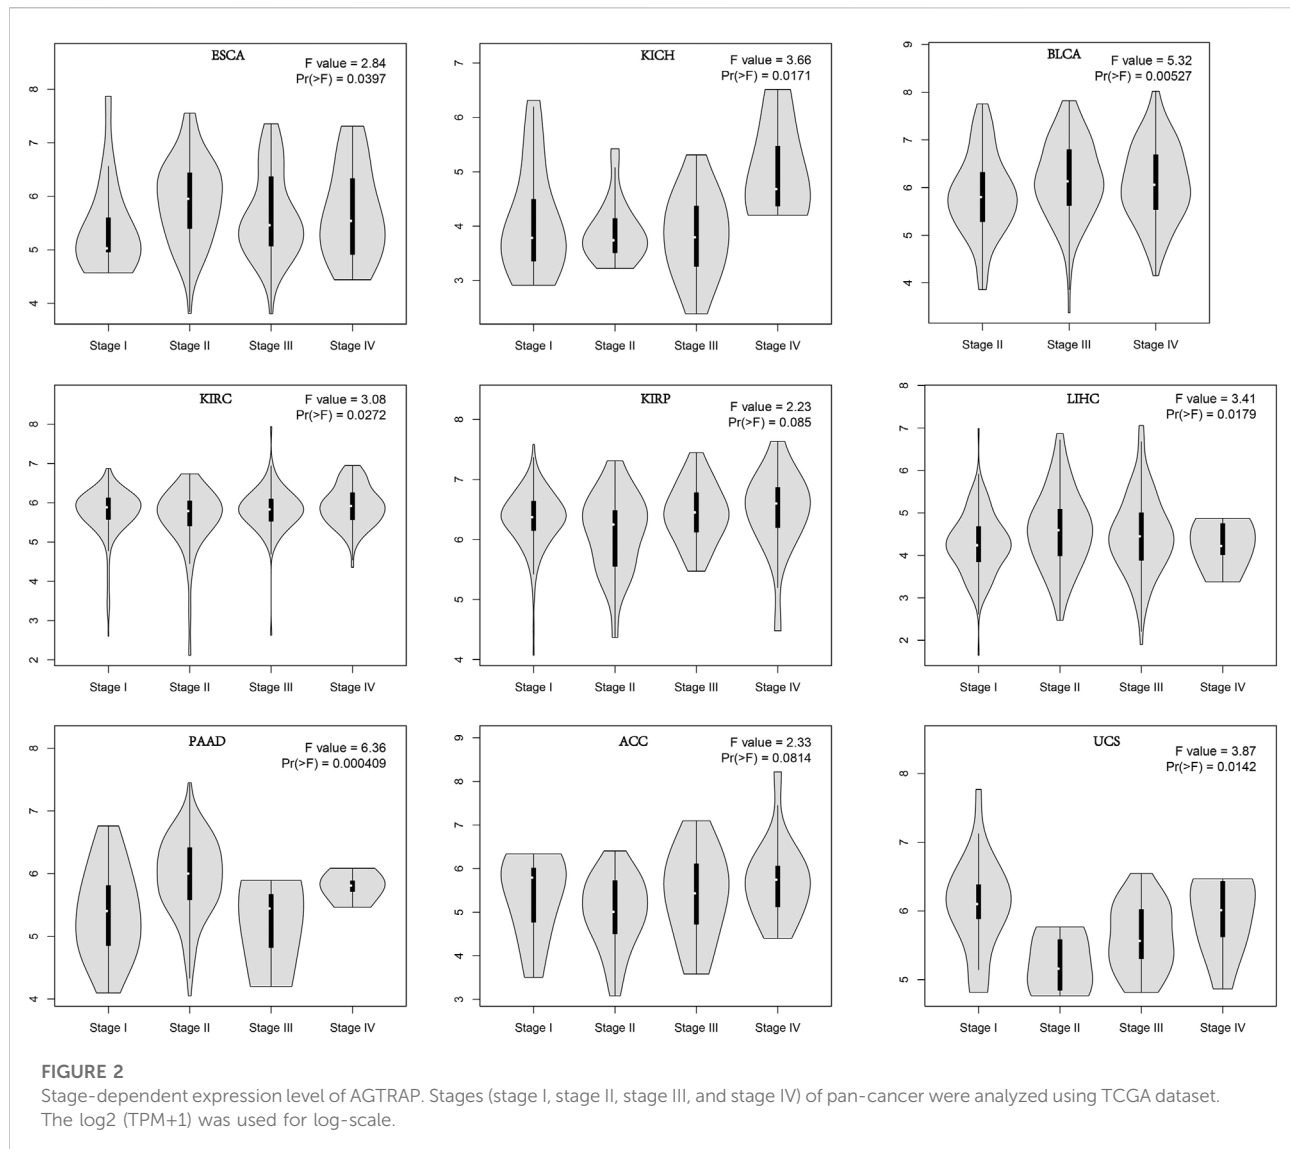 ESCA
F value = 2.84
Pr(>F) = 0.0397
8
7
6
5
4
Stage I Stage II Stage III Stage IV
KICH
F value = 3.66
Pr(>F) = 0.0171
7
6
5
4
3
Stage I Stage II Stage III Stage IV
BLCA
F value = 5.32
Pr(>F) = 0.00527
9
8
7
6
5
4
Stage II Stage III Stage IV
KIRC
F value = 3.08
Pr(>F) = 0.0272
8
7
6
5
4
3
2
Stage I Stage II Stage III Stage IV
KIRP
F value = 2.23
Pr(>F) = 0.085
8
7
6
5
4
Stage I Stage II Stage III Stage IV
LIHC
F value = 3.41
Pr(>F) = 0.0179
8
7
6
5
4
3
2
Stage I Stage II Stage III Stage IV
PAAD
F value = 6.36
Pr(>F) = 0.000409
8
7
6
5
4
Stage I Stage II Stage III Stage IV
ACC
F value = 2.33
Pr(>F) = 0.0814
9
8
7
6
5
4
3
Stage I Stage II Stage III Stage IV
UCS
F value = 3.87
Pr(>F) = 0.0142
8
7
6
5
Stage I Stage II Stage III Stage IV
FIGURE 2
Stage-dependent expression level of AGTRAP. Stages (stage I, stage II, stage III, and stage IV) of pan-cancer were analyzed using TCGA dataset.
The log2 (TPM+1) was used for log-scale.